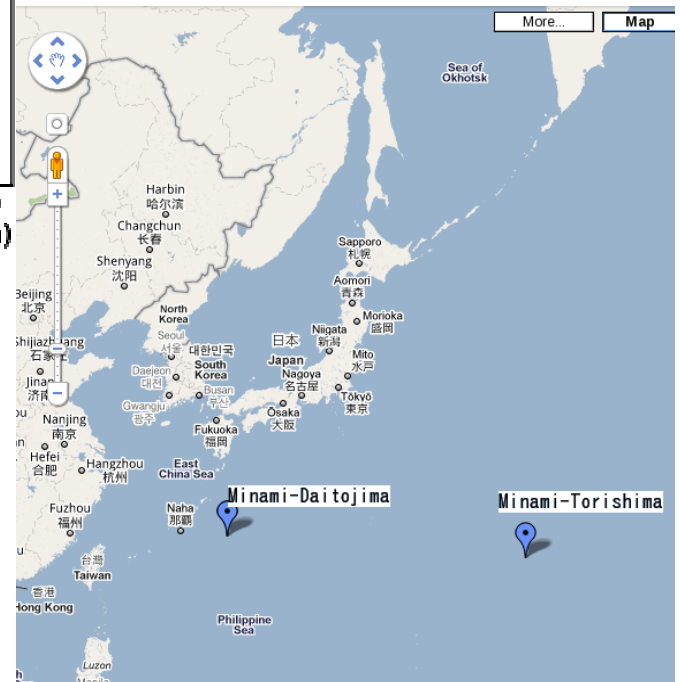 More...
Map
Sea of
Okhotsk
Harbin
哈尔滨
Changchun
长春
Shenyang
沈阳
Sapporo
札幌
Aomori
青森
Morioka
盛岡
Beijing
北京
North
Korea
Seoul
서울
대한민국
South
Korea
日本
Japan
Niigata
新潟
Mito
水戸
Shijiazhuang
石家
Jinan
济南
Daejeon
대전
Busan
부산
Gwangju
광주
Nagoya
名古屋
Tōkyō
東京
Ōsaka
大阪
Fukuoka
福岡
Nanjing
南京
Hefei
合肥
Hangzhou
杭州
East
China Sea
Minami-Daitojima
Minami-Torishima
Naha
那覇
Fuzhou
福州
台灣
Taiwan
香港
Hong Kong
Philippine
Sea
Luzon
Manila